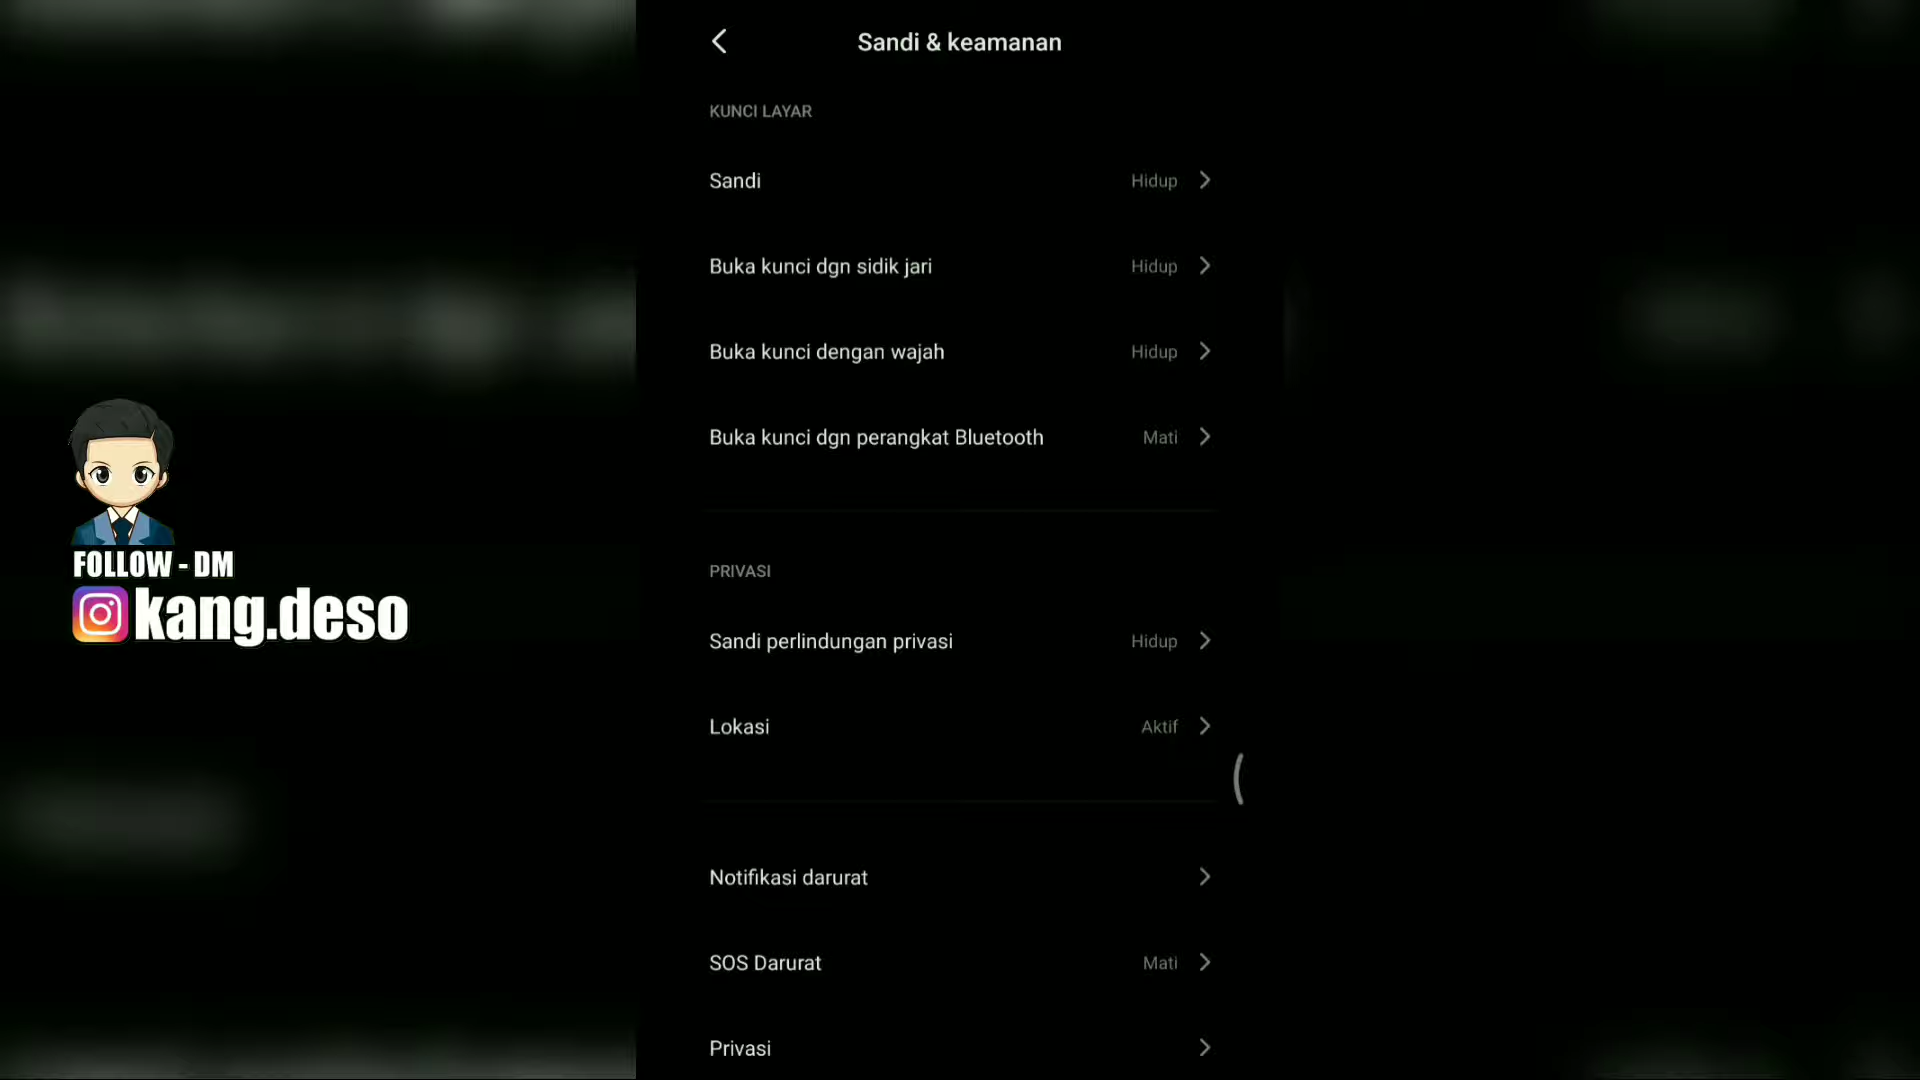 Sandi & keamanan
KUNCI LAYAR
Sandi Hidup
Buka kunci dgn sidik jari Hidup
Buka kunci dengan wajah Hidup
Buka kunci dgn perangkat Bluetooth Mati
PRIVASI
Sandi perlindungan privasi Hidup
Lokasi Aktif
Notifikasi darurat
SOS Darurat Mati
Privasi
FOLLOW - DM
kang.deso